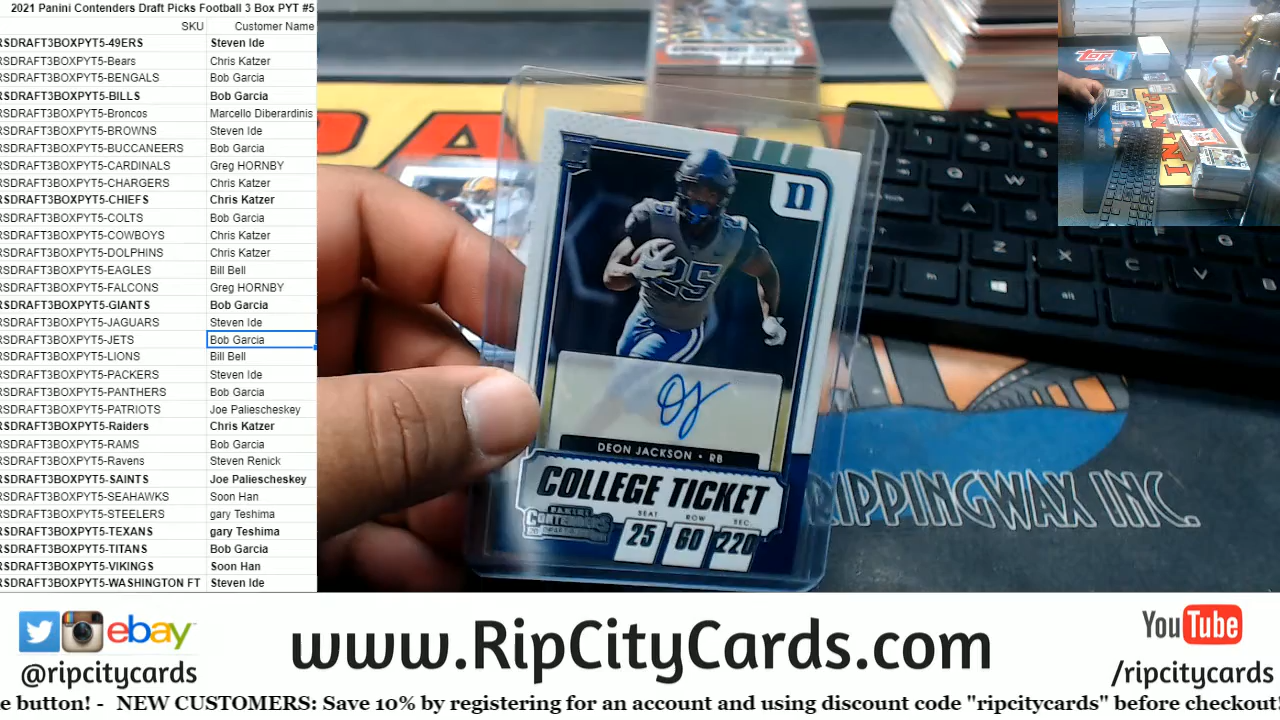 2021 Panini Contenders Draft Picks Football 3 Box PYT #5
SKU Customer Name
RSDRAFT3BOXPYT5-49ERS Steven Ide
RSDRAFT3BOXPYT5-Bears Chris Katzer
RSDRAFT3BOXPYT5-BENGALS Bob Garcia
RSDRAFT3BOXPYT5-BILLS Bob Garcia
RSDRAFT3BOXPYT5-Broncos Marcello Diberardinis
RSDRAFT3BOXPYT5-BROWNS Steven Ide
RSDRAFT3BOXPYT5-BUCCANEERS Bob Garcia
RSDRAFT3BOXPYT5-CARDINALS Greg HORNBY
RSDRAFT3BOXPYT5-CHARGERS Chris Katzer
RSDRAFT3BOXPYT5-CHIEFS Chris Katzer
RSDRAFT3BOXPYT5-COLTS Bob Garcia
RSDRAFT3BOXPYT5-COWBOYS Chris Katzer
RSDRAFT3BOXPYT5-DOLPHINS Chris Katzer
RSDRAFT3BOXPYT5-EAGLES Bill Bell
RSDRAFT3BOXPYT5-FALCONS Greg HORNBY
RSDRAFT3BOXPYT5-GIANTS Bob Garcia
RSDRAFT3BOXPYT5-JAGUARS Steven Ide
RSDRAFT3BOXPYT5-JETS Bob Garcia
RSDRAFT3BOXPYT5-LIONS Bill Bell
RSDRAFT3BOXPYT5-PACKERS Steven Ide
RSDRAFT3BOXPYT5-PANTHERS Bob Garcia
RSDRAFT3BOXPYT5-PATRIOTS Joe Paliescheskey
RSDRAFT3BOXPYT5-Raiders Chris Katzer
RSDRAFT3BOXPYT5-RAMS Bob Garcia
RSDRAFT3BOXPYT5-Ravens Steven Renick
RSDRAFT3BOXPYT5-SAINTS Joe Paliescheskey
RSDRAFT3BOXPYT5-SEAHAWKS Soon Han
RSDRAFT3BOXPYT5-STEELERS gary Teshima
RSDRAFT3BOXPYT5-TEXANS gary Teshima
RSDRAFT3BOXPYT5-TITANS Bob Garcia
RSDRAFT3BOXPYT5-VIKINGS Soon Han
RSDRAFT3BOXPYT5-WASHINGTON FT Steven Ide
D
25
DEON JACKSON • RB
COLLEGE TICKET
PANINI
CONTENDERS
SEAT ROW SEC.
25 60 220
RIPPINGWAX INC.
Topps
PANINI
ebay
@ripcitycards
www.RipCityCards.com
YouTube
/ripcitycards
e button! - NEW CUSTOMERS: Save 10% by registering for an account and using discount code "ripcitycards" before checkout!